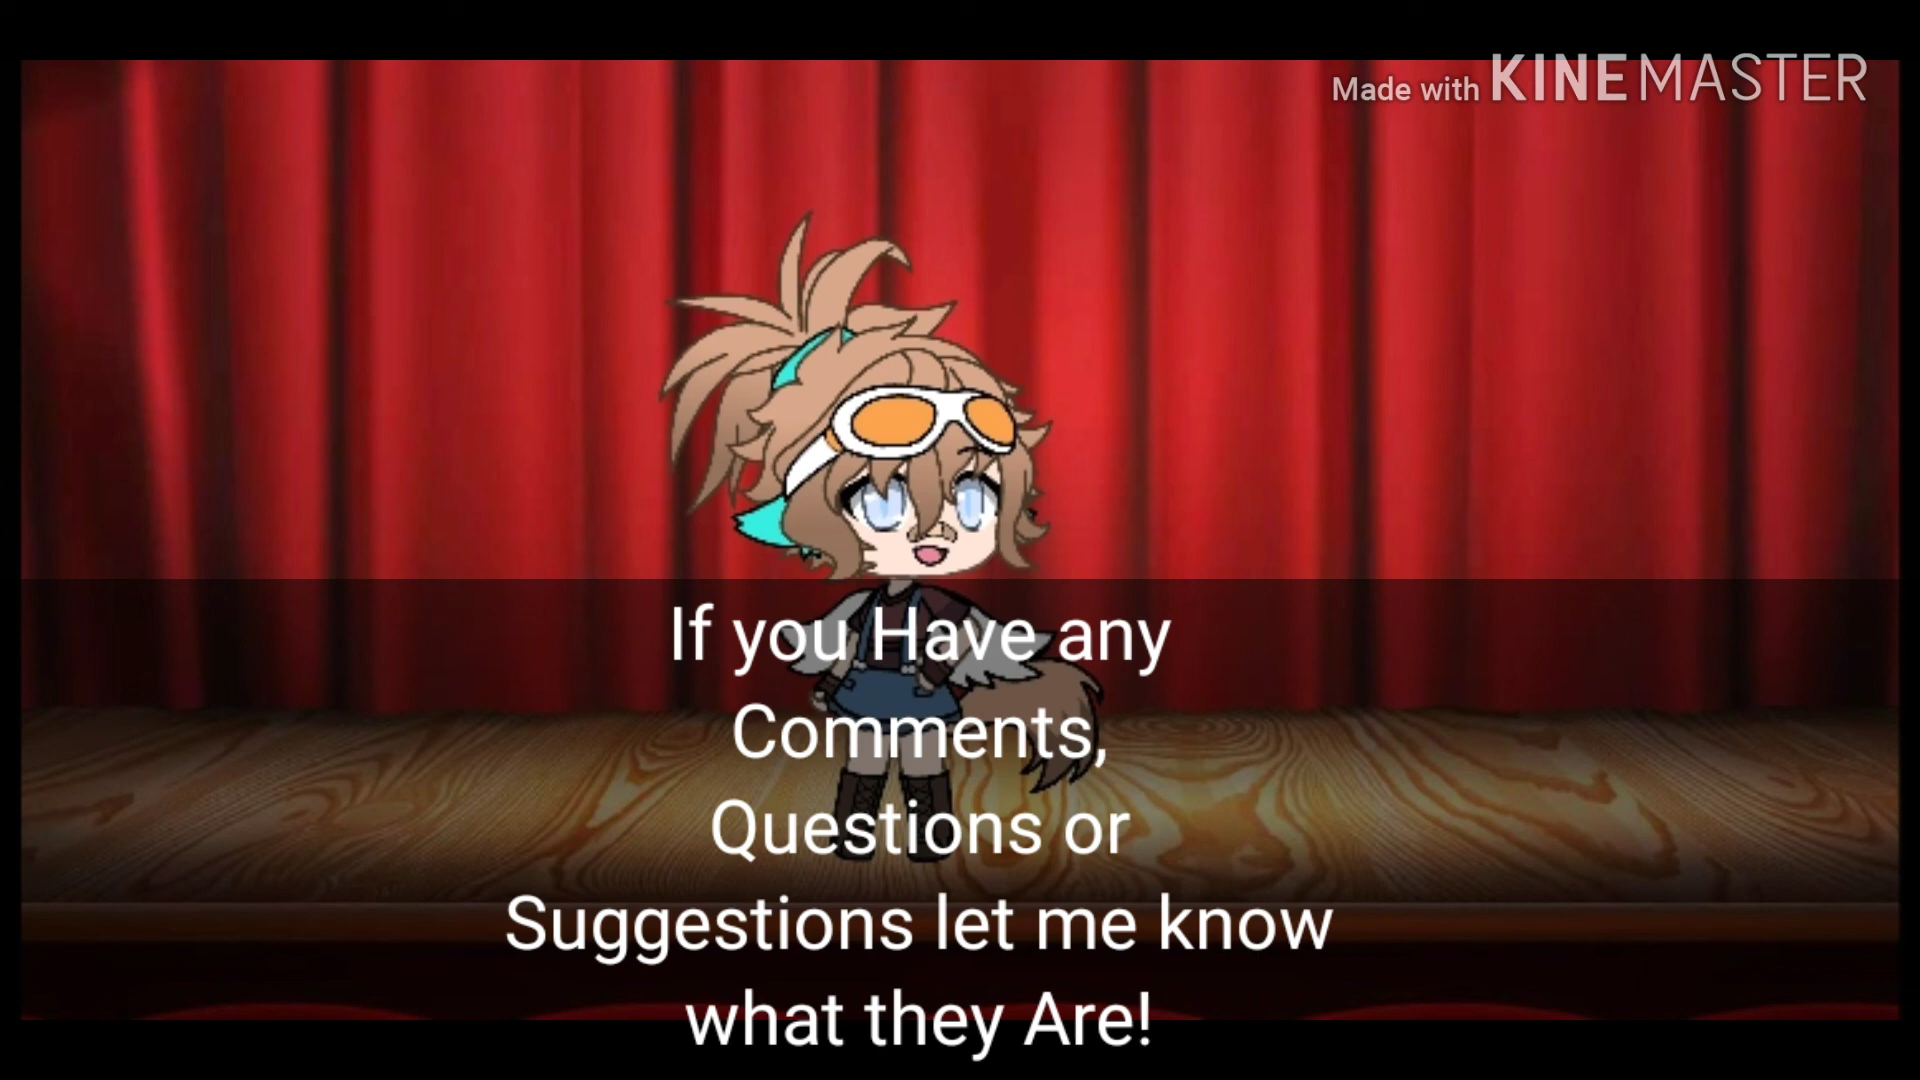 Made with KINEMASTER
If you Have any
Comments,
Questions or
Suggestions let me know
what they Are!